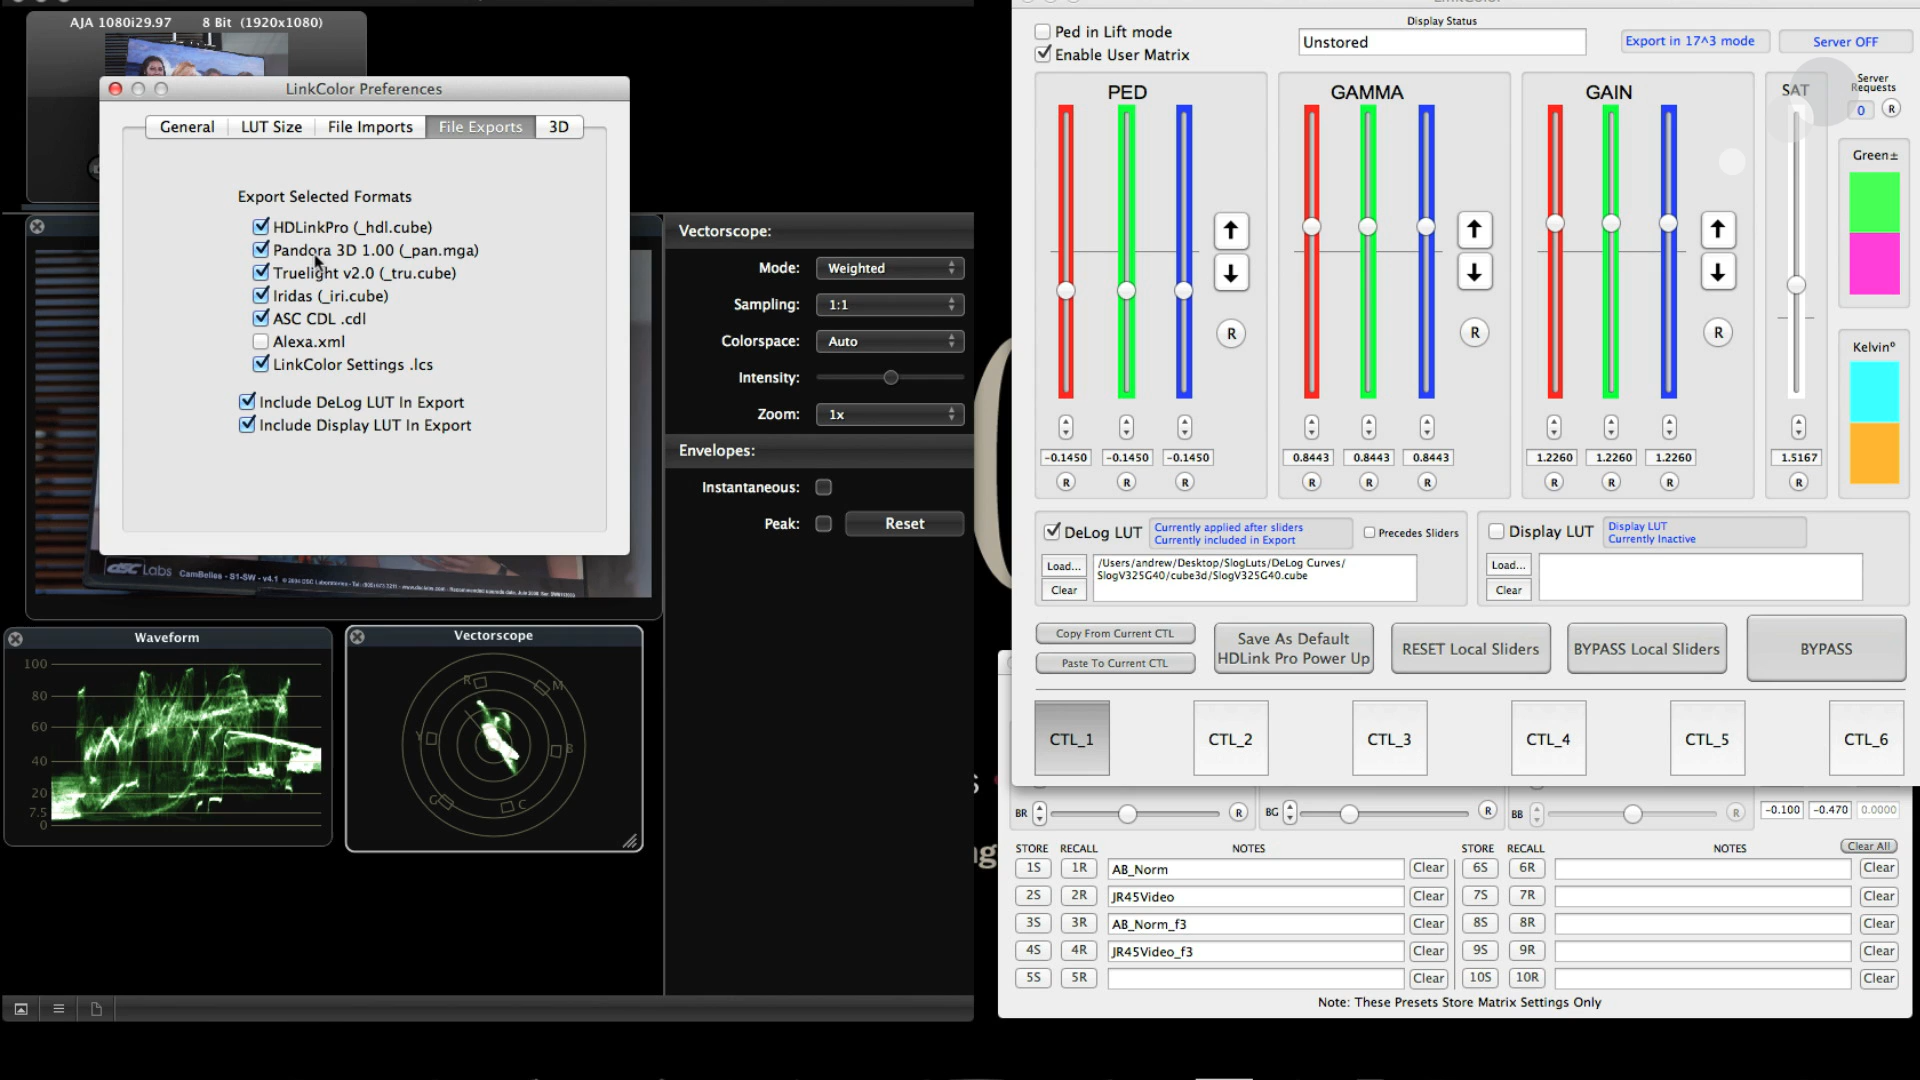 AJA 1080i29.97 8 Bit (1920x1080)
LinkColor Preferences
General LUT Size File Imports File Exports 3D
Export Selected Formats
HDLinkPro (_hdl.cube)
Pandora 3D 1.00 (_pan.mga)
Truelight v2.0 (_tru.cube)
Iridas (_iri.cube)
ASC CDL .cdl
Alexa.xml
LinkColor Settings .lcs
Include DeLog LUT In Export
Include Display LUT In Export
DSC Labs CamBelles - S1-SW - v4.1
Vectorscope:
Mode: Weighted
Sampling: 1:1
Colorspace: Auto
Intensity:
Zoom: 1x
Envelopes:
Instantaneous:
Peak: Reset
Waveform
100
80
60
40
20
7.5
0
Vectorscope
R M
Y B
G C
LinkColor
Ped in Lift mode
Enable User Matrix
Display Status
Unstored
Export in 17^3 mode
Server OFF
PED GAMMA GAIN SAT
Server
Requests
0 R
Green±
Kelvinº
R R R
-0.1450 -0.1450 -0.1450 0.8443 0.8443 0.8443 1.2260 1.2260 1.2260 1.5167
R R R R R R R R R R
DeLog LUT
Currently applied after sliders
Currently included in Export
Precedes Sliders
Load...
Clear
/Users/andrew/Desktop/SlogLuts/DeLog Curves/
SlogV325G40/cube3d/SlogV325G40.cube
Display LUT
Display LUT
Currently Inactive
Load...
Clear
Copy From Current CTL
Paste To Current CTL
Save As Default
HDLink Pro Power Up
RESET Local Sliders
BYPASS Local Sliders
BYPASS
CTL_1 CTL_2 CTL_3 CTL_4 CTL_5 CTL_6
BR R BG R BB R -0.100 -0.470 0.0000
STORE RECALL NOTES STORE RECALL NOTES Clear All
1S 1R AB_Norm Clear 6S 6R Clear
2S 2R JR45Video Clear 7S 7R Clear
3S 3R AB_Norm_f3 Clear 8S 8R Clear
4S 4R JR45Video_f3 Clear 9S 9R Clear
5S 5R Clear 10S 10R Clear
Note: These Presets Store Matrix Settings Only